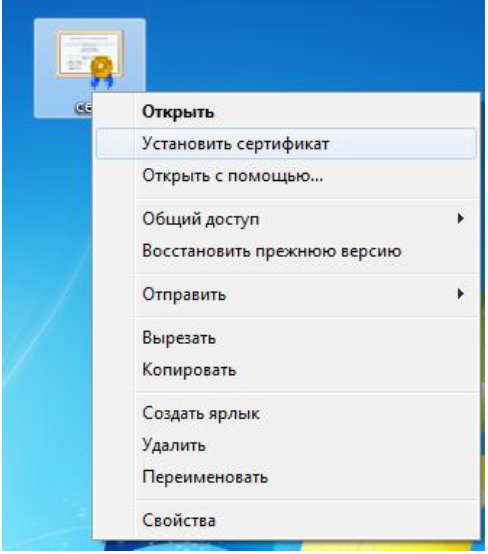 Открыть
Установить сертификат
Открыть с помощью...
Общий доступ
Восстановить прежнюю версию
Отправить
Вырезать
Копировать
Создать ярлык
Удалить
Переименовать
Свойства